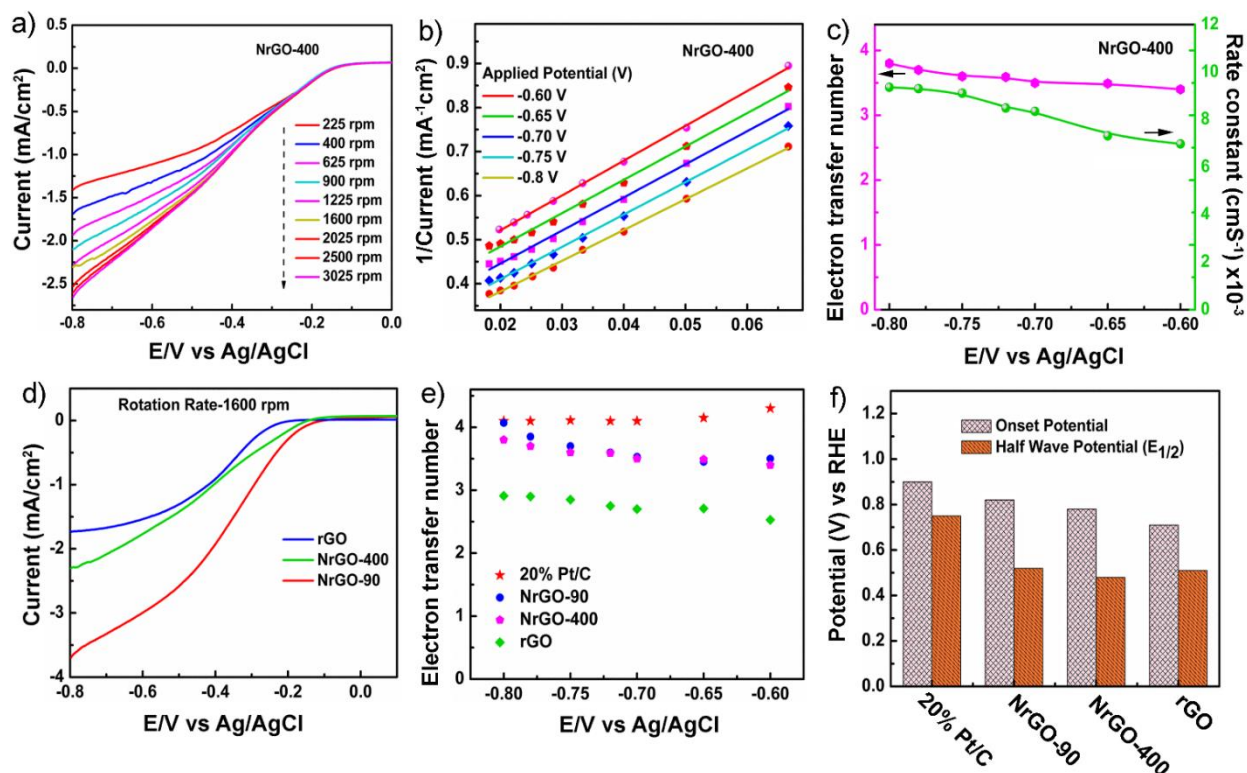 a)
NrGO-400
225 rpm
400 rpm
625 rpm
900 rpm
1225 rpm
1600 rpm
2025 rpm
2500 rpm
3025 rpm
Current (mA/cm²)
0.5
0.0
-0.5
-1.0
-1.5
-2.0
-2.5
-3.0
-0.8
-0.6
-0.4
-0.2
0.0
E/V vs Ag/AgCl
b)
NrGO-400
Applied Potential (V)
-0.60 V
-0.65 V
-0.70 V
-0.75 V
-0.8 V
1/Current (mA⁻¹cm²)
0.9
0.8
0.7
0.6
0.5
0.4
0.02
0.03
0.04
0.05
0.06
c)
NrGO-400
Electron transfer number
4
3
2
1
0
Rate constant (cmS⁻¹) x10⁻³
12
10
8
6
4
2
0
-0.80
-0.75
-0.70
-0.65
-0.60
E/V vs Ag/AgCl
d)
Rotation Rate-1600 rpm
rGO
NrGO-400
NrGO-90
Current (mA/cm²)
1
0
-1
-2
-3
-4
-0.8
-0.6
-0.4
-0.2
0.0
E/V vs Ag/AgCl
e)
20% Pt/C
NrGO-90
NrGO-400
rGO
Electron transfer number
4
3
2
1
0
-0.80
-0.75
-0.70
-0.65
-0.60
E/V vs Ag/AgCl
f)
Onset Potential
Half Wave Potential (E1/2)
Potential (V) vs RHE
1.2
1.0
0.8
0.6
0.4
0.2
0.0
20% Pt/C
NrGO-90
NrGO-400
rGO